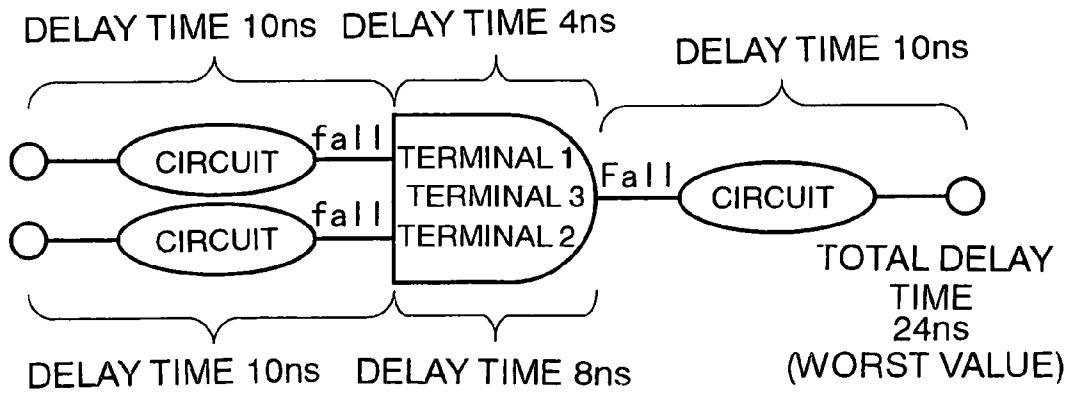 DELAY TIME 10ns DELAY TIME 4ns
DELAY TIME 10ns
fall
CIRCUIT
TERMINAL 1
TERMINAL 3
Fall
CIRCUIT
fall
CIRCUIT
TERMINAL 2
TOTAL DELAY
TIME
24ns
(WORST VALUE)
DELAY TIME 10ns DELAY TIME 8ns